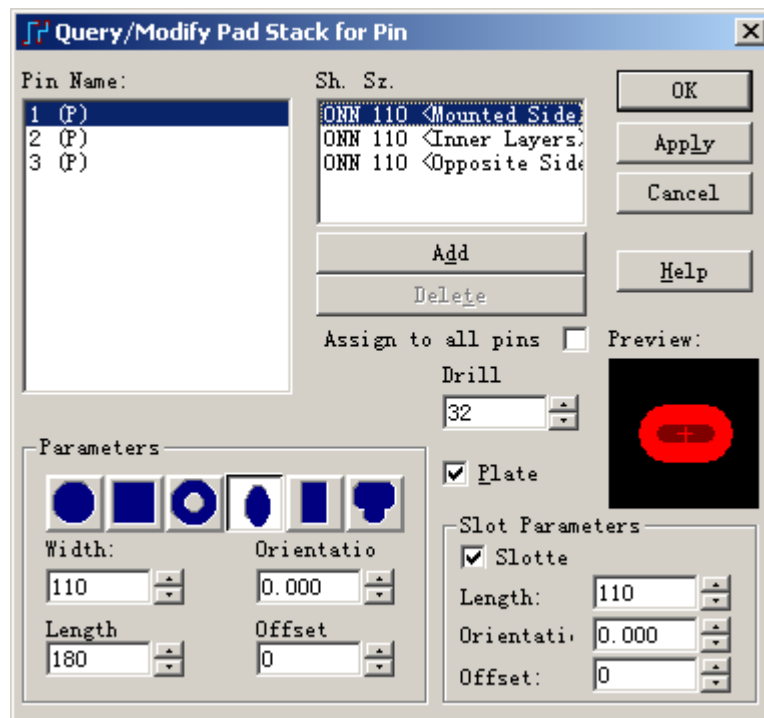 Query/Modify Pad Stack for Pin
Pin Name:
1 (P)
2 (P)
3 (P)
Sh. Sz.
ONN 110 <Mounted Side>
ONN 110 <Inner Layers>
ONN 110 <Opposite Side
OK
Apply
Cancel
Help
Add
Delete
Assign to all pins
Preview:
Drill
32
Plate
Parameters
Width:
110
Orientatio
0.000
Length
180
Offset
0
Slot Parameters
Slotte
Length:
110
Orientati
0.000
Offset:
0